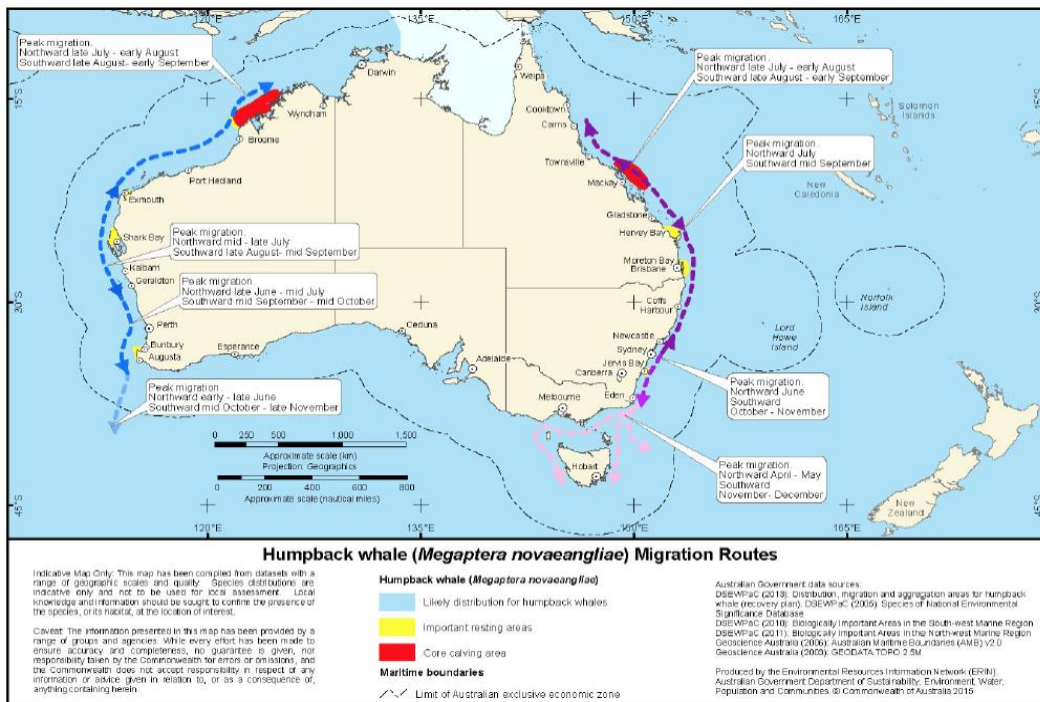 120°E
135°E
150°E
165°E
Peak migration.
Northward late July - early August
Southward late August- early September
Peak migration.
Northward late July - early August
Southward late August - early September
Darwin
Weipa
15°S
15°S
Solomon
Islands
Wyndham
Cooktown
Cairns
Broome
Peak migration.
Northward July
Southward mid September
Townsville
Port Hedland
Mackay
New
Caledonia
Exmouth
Gladstone
Hervey Bay
Shark Bay
Peak migration.
Northward mid - late July
Southward late August- mid September
Moreton Bay
Brisbane
Kalbarri
Geraldton
Peak migration.
Northward late June - mid July
Southward mid September - mid October
Coffs
Harbour
Norfolk
Island
30°S
30°S
Lord
Howe
Island
Perth
Ceduna
Newcastle
Sydney
Bunbury
Augusta
Esperance
Adelaide
Jervis Bay
Canberra
Peak migration.
Northward early - late June
Southward mid October - late November
Peak migration.
Northward June
Southward
October - November
Melbourne
Eden
0 500 1,000 1,500
Approximate scale (km)
Projection: Geographics
0 200 400 600 800
Approximate scale (nautical miles)
Hobart
Peak migration.
Northward April - May
Southward
November- December
New
Zealand
45°S
45°S
120°E
135°E
150°E
165°E
Humpback whale (Megaptera novaeangliae) Migration Routes
Indicative Map Only: This map has been compiled from datasets with a
range of geographic scales and quality. Species distributions are
indicative only and not to be used for local assessment. Local
knowledge and information should be sought to confirm the presence of
the species, or its habitat, at the location of interest.
Caveat: The information presented in this map has been provided by a
range of groups and agencies. While every effort has been made to
ensure accuracy and completeness, no guarantee is given, nor
responsibility taken by the Commonwealth for errors or omissions, and
the Commonwealth does not accept responsibility in respect of any
information or advice given in relation to, or as a consequence of,
anything containing herein.
Humpback whale (Megaptera novaeangliae)
Likely distribution for humpback whales
Important resting areas
Core calving area
Maritime boundaries
Limit of Australian exclusive economic zone
Australian Government data sources:
DSEWPaC (2013): Distribution, migration and aggregation areas for humpback
whale (recovery plan). DSEWPaC (2005): Species of National Environmental
Significance Database
DSEWPaC (2010): Biologically Important Areas in the South-west Marine Region
DSEWPaC (2011): Biologically Important Areas in the North-west Marine Region
Geoscience Australia (2006): Australian Maritime Boundaries (AMB) v2.0
Geoscience Australia (2003): GEODATA TOPO 2.5M
Produced by the Environmental Resources Information Network (ERIN),
Australian Government Department of Sustainability, Environment, Water,
Population and Communities. © Commonwealth of Australia 2015